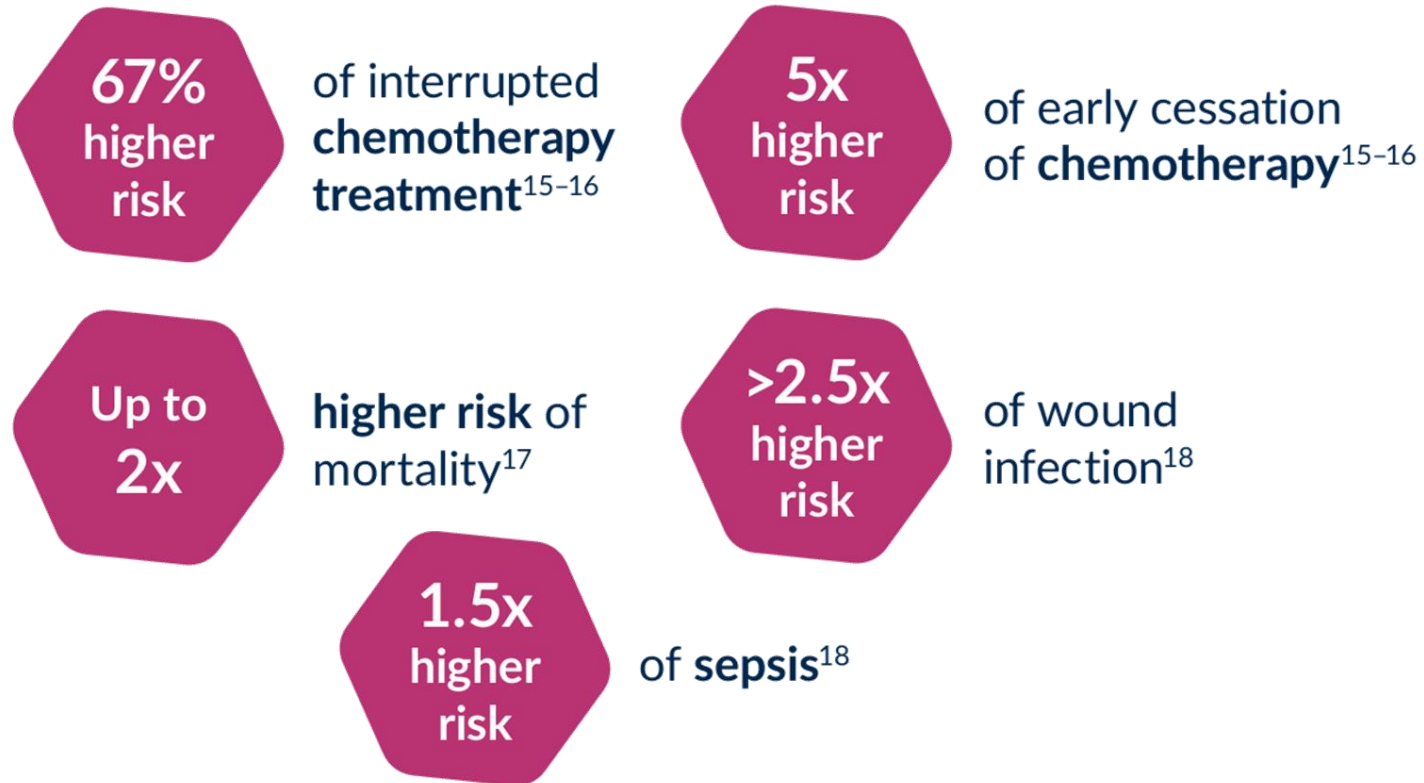 67%
higher
risk
of interrupted
chemotherapy
treatment15–16
5x
higher
risk
of early cessation
of chemotherapy15–16
Up to
2x
higher risk of
mortality17
>2.5x
higher
risk
of wound
infection18
1.5x
higher
risk
of sepsis18